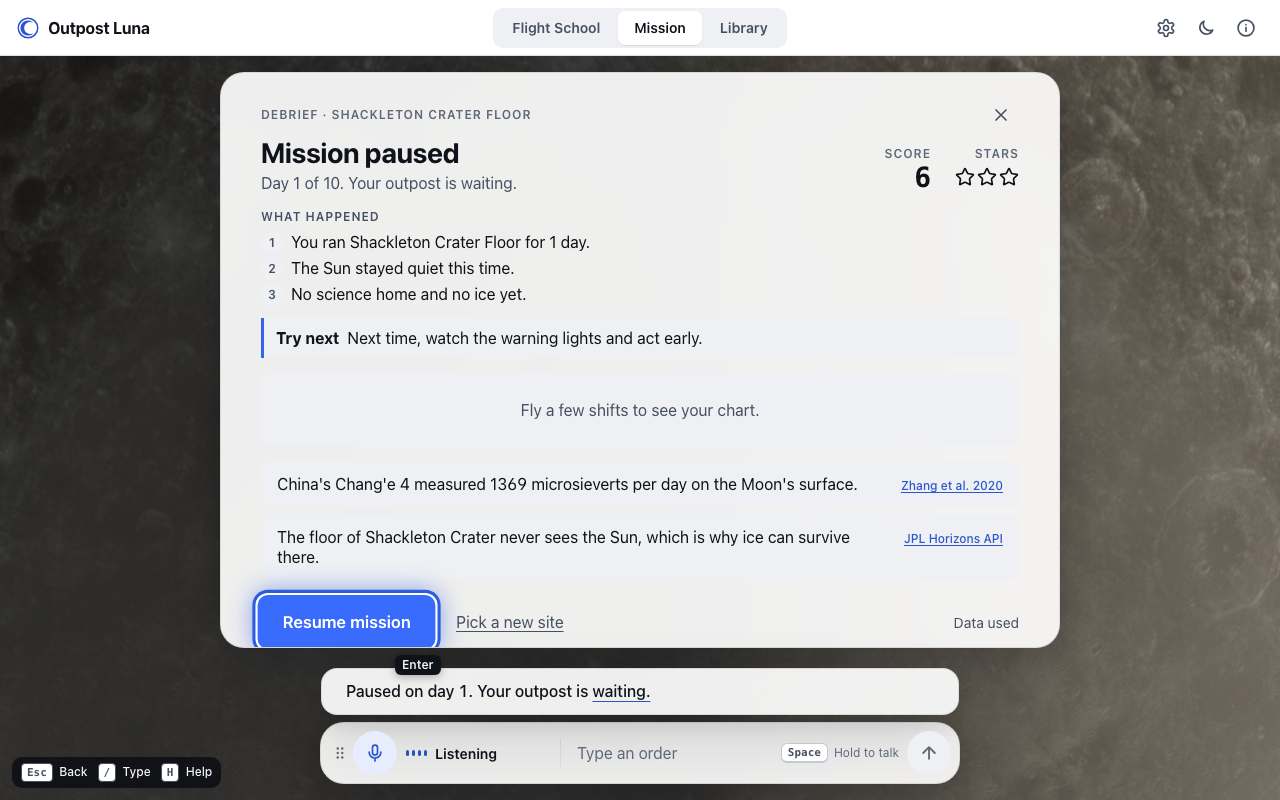 Outpost Luna
Flight School
Mission
Library
DEBRIEF · SHACKLETON CRATER FLOOR
Mission paused
Day 1 of 10. Your outpost is waiting.
SCORE
6
STARS
WHAT HAPPENED
1 You ran Shackleton Crater Floor for 1 day.
2 The Sun stayed quiet this time.
3 No science home and no ice yet.
Try next Next time, watch the warning lights and act early.
Fly a few shifts to see your chart.
China's Chang'e 4 measured 1369 microsieverts per day on the Moon's surface.
Zhang et al. 2020
The floor of Shackleton Crater never sees the Sun, which is why ice can survive
there.
JPL Horizons API
Resume mission
Pick a new site
Data used
Enter
Paused on day 1. Your outpost is waiting.
Listening
Type an order
Space Hold to talk
Esc Back / Type H Help